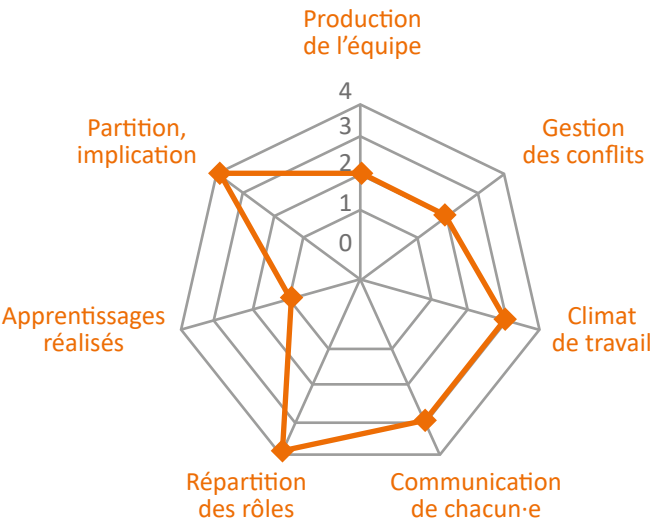 Production
de l’équipe
4
3
2
1
0
Partition,
implication
Gestion
des conflits
Apprentissages
réalisés
Climat
de travail
Répartition
des rôles
Communication
de chacun·e